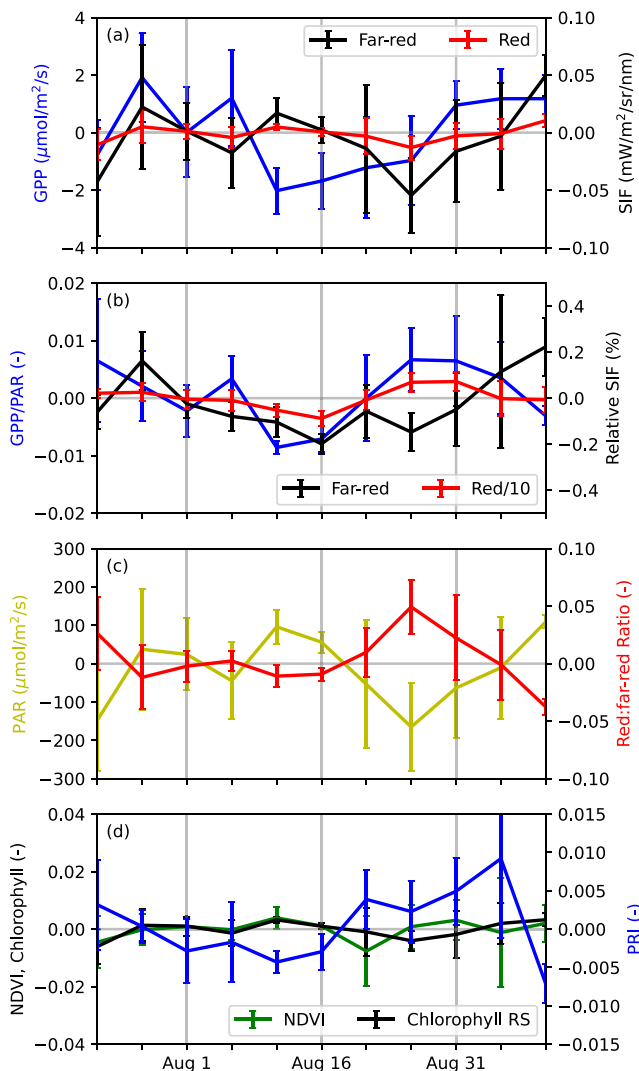 (a)
Far-red
Red
4
2
0
−2
−4
GPP (μmol/m²/s)
0.10
0.05
0.00
−0.05
−0.10
SIF (mW/m²/sr/nm)
(b)
0.02
0.01
0.00
−0.01
−0.02
GPP/PAR (-)
0.4
0.2
0.0
−0.2
−0.4
Relative SIF (%)
Far-red
Red/10
(c)
300
200
100
0
−100
−200
−300
PAR (μmol/m²/s)
0.10
0.05
0.00
−0.05
−0.10
Red:far-red Ratio (-)
(d)
0.04
0.02
0.00
−0.02
−0.04
NDVI, Chlorophyll (-)
0.015
0.010
0.005
0.000
−0.005
−0.010
−0.015
PRI (-)
NDVI
Chlorophyll RS
Aug 1
Aug 16
Aug 31